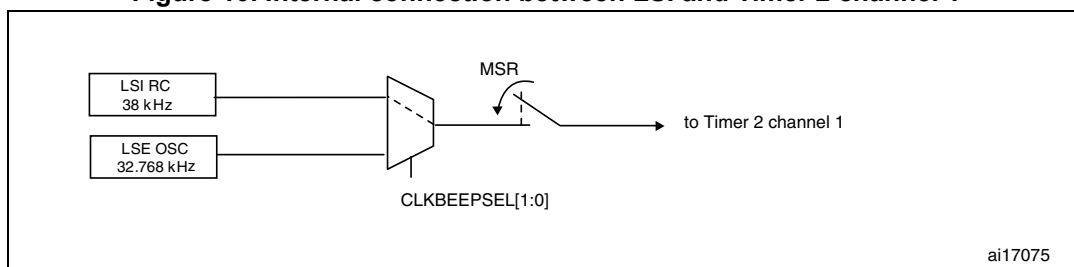 Figure 18. Internal connection between LSI and Timer 2 channel 1
MSR
LSI RC
38 kHz
to Timer 2 channel 1
LSE OSC
32.768 kHz
CLKBEEPSEL[1:0]
ai17075